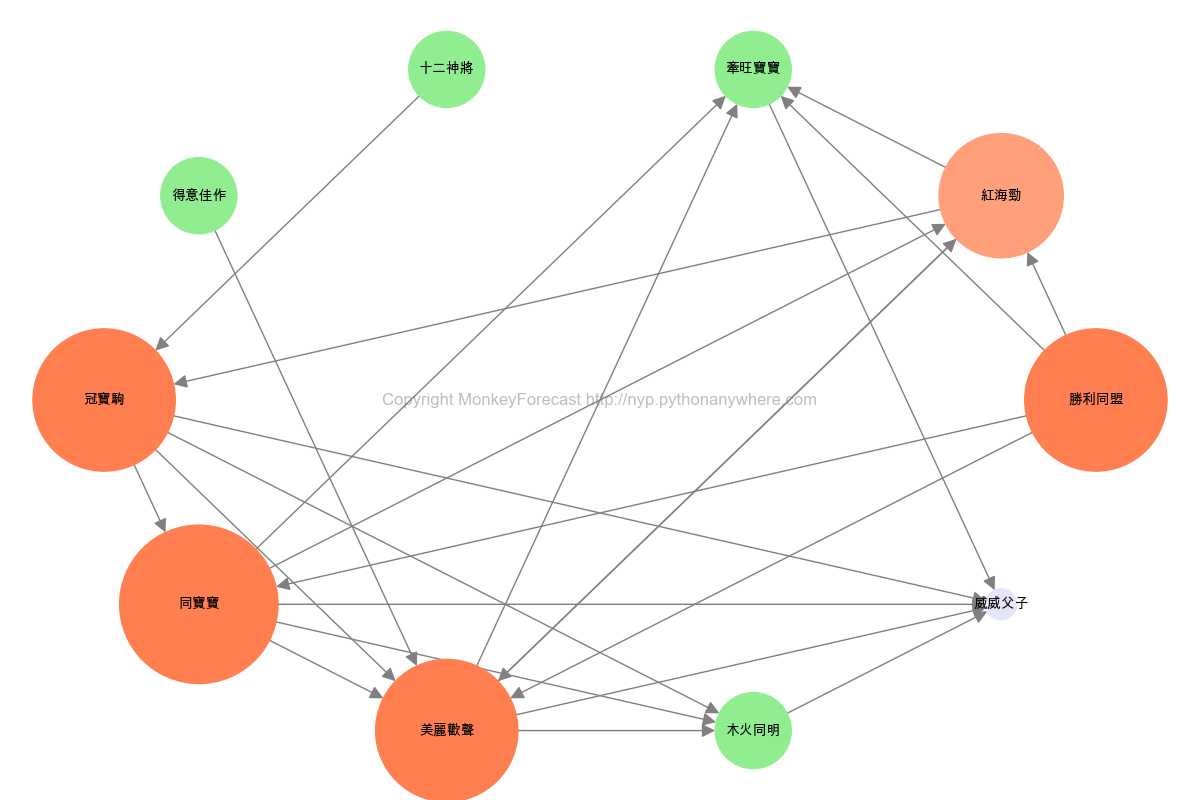 十二神將
牽旺寶寶
得意佳作
紅海勁
冠寶駒
Copyright MonkeyForecast http://nyp.pythonanywhere.com
勝利同盟
同寶寶
威威父子
美麗歡聲
木火同明